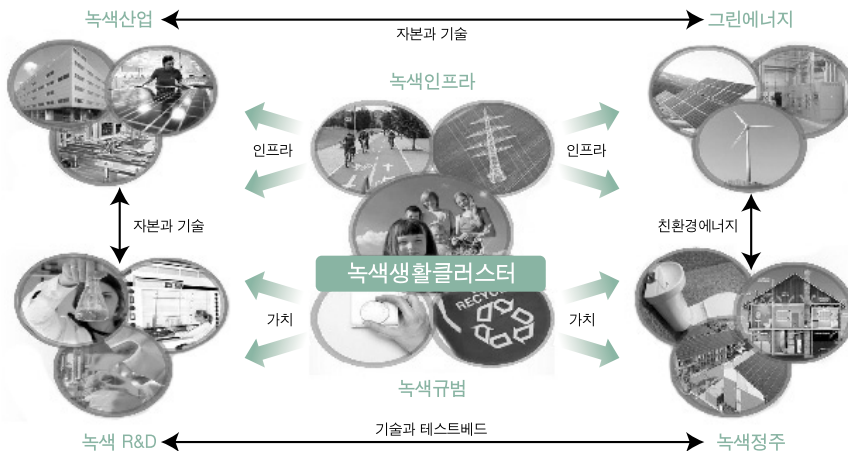 녹색산업
자본과 기술
그린에너지
녹색인프라
인프라
인프라
자본과 기술
친환경에너지
녹색생활클러스터
RECYCL
가치
가치
녹색규범
녹색 R&D
기술과 테스트베드
녹색정주